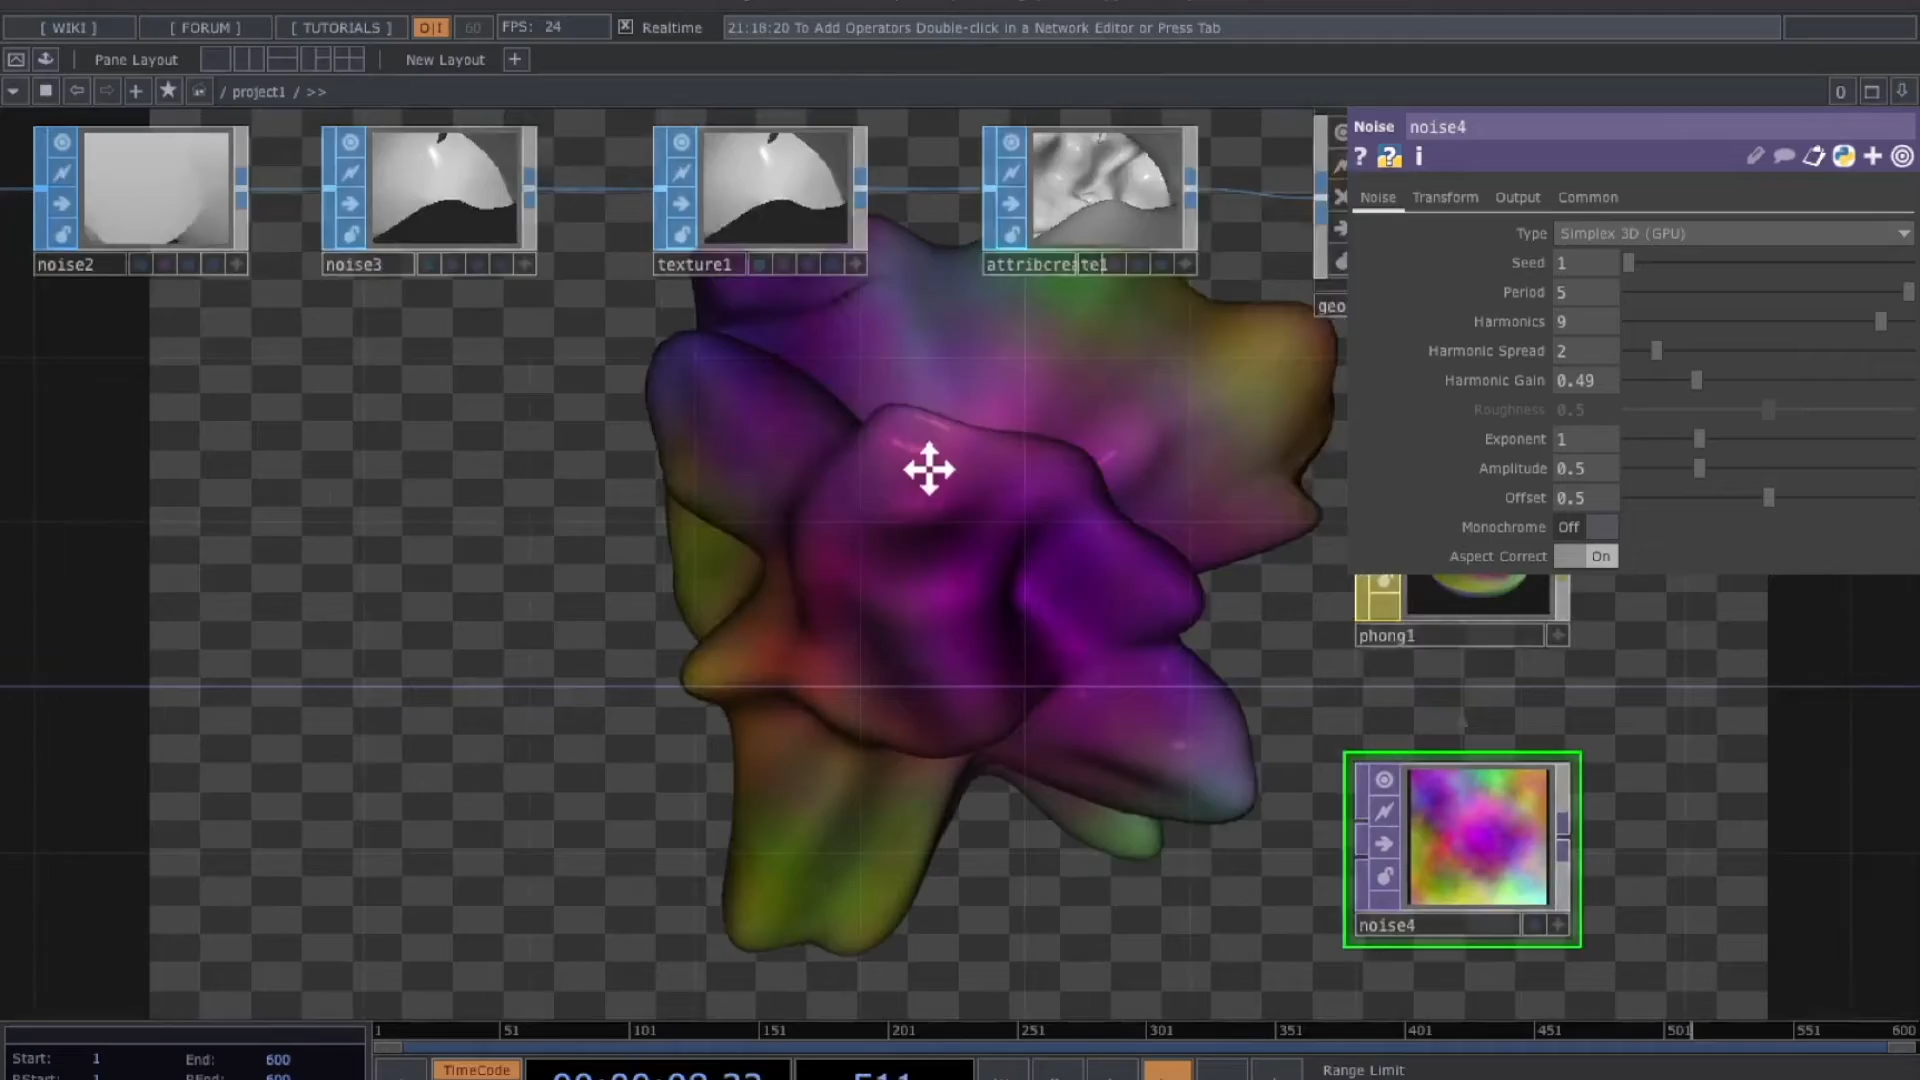 [ WIKI ] [ FORUM ] [ TUTORIALS ] O|I 60 FPS: 24 Realtime 21:18:20 To Add Operators Double-click in a Network Editor or Press Tab
Pane Layout New Layout +
/ project1 / >> 0
Noise noise4
? ? i
Noise Transform Output Common
Type Simplex 3D (GPU)
Seed 1
Period 5
Harmonics 9
Harmonic Spread 2
Harmonic Gain 0.49
Roughness 0.5
Exponent 1
Amplitude 0.5
Offset 0.5
Monochrome Off
Aspect Correct On
noise2 noise3 texture1 attribcreate1 geo
phong1
noise4
1 51 101 151 201 251 301 351 401 451 501 551 600
Start: 1 End: 600
TimeCode
Range Limit